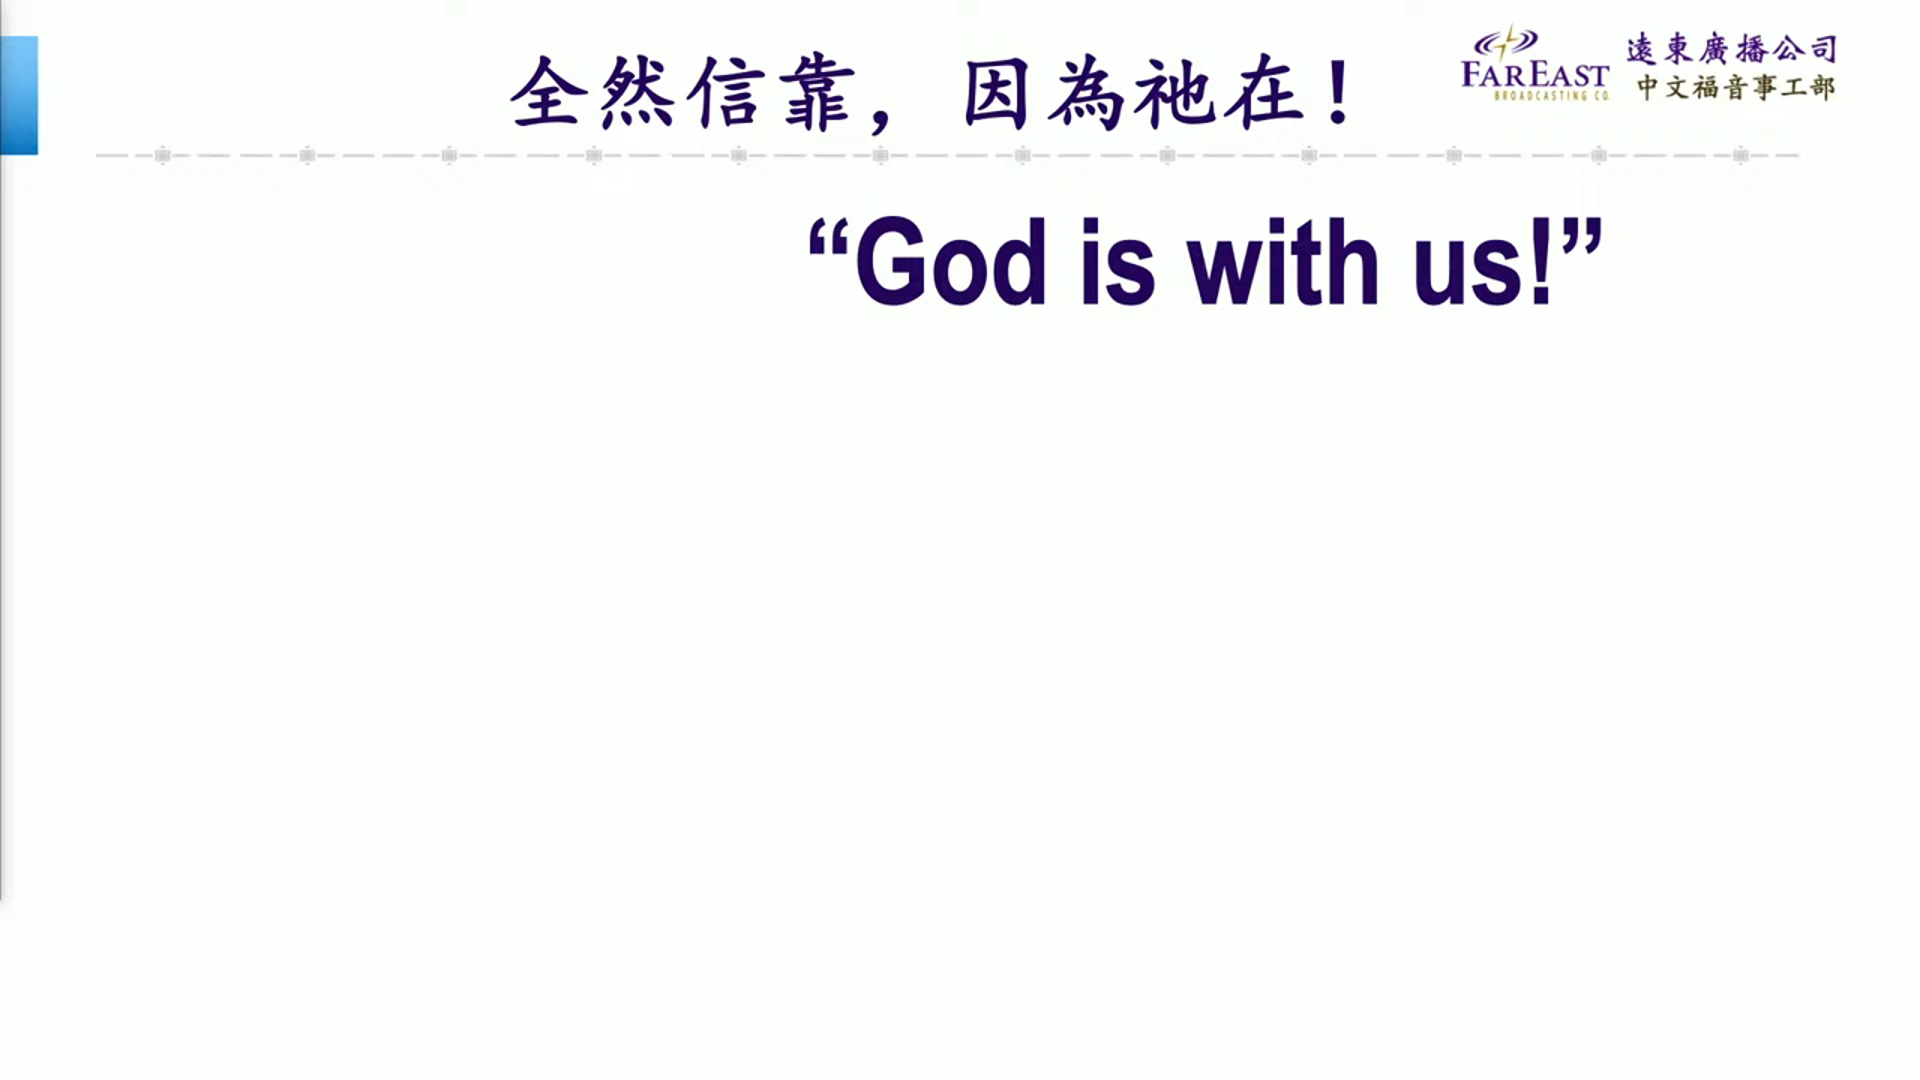 全然信靠，因為祂在！
FAREAST
BROADCASTING CO.
遠東廣播公司
中文福音事工部
“God is with us!”